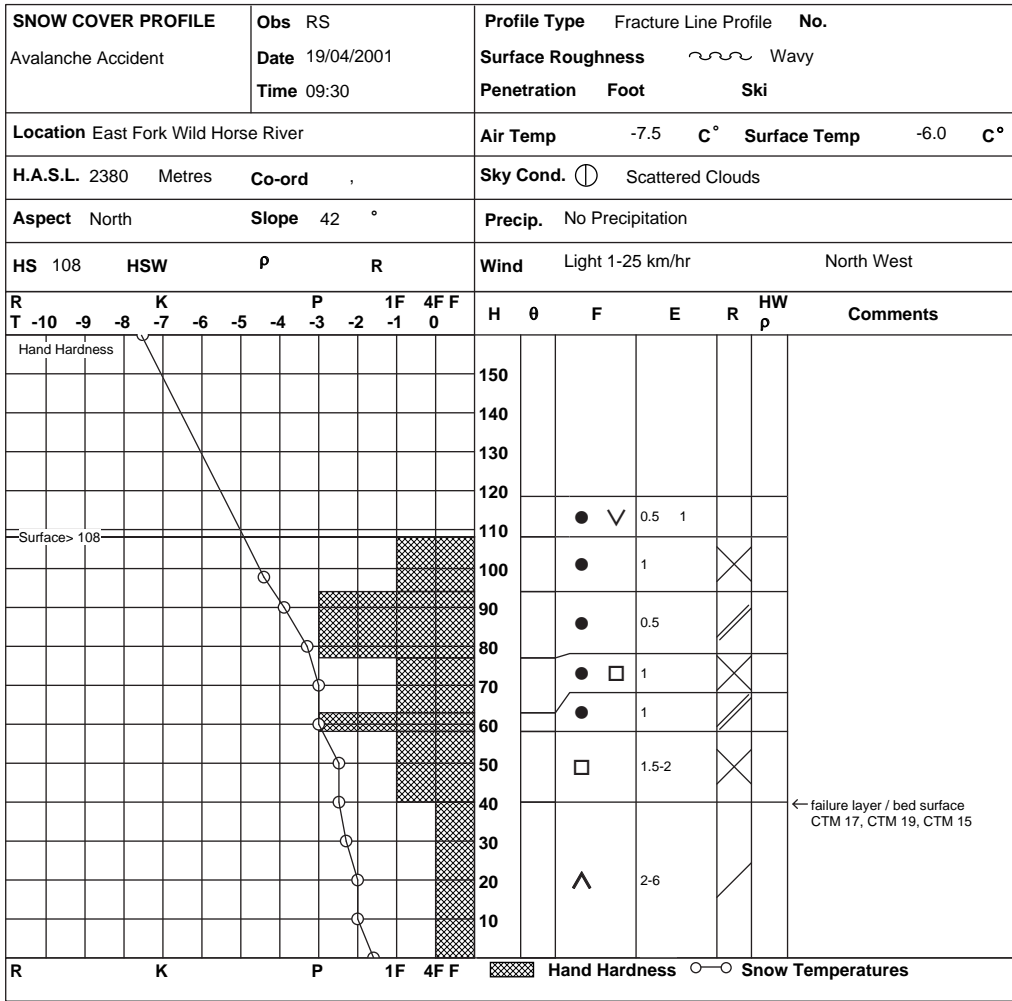 SNOW COVER PROFILE
Avalanche Accident
Obs RS
Date 19/04/2001
Time 09:30
Profile Type Fracture Line Profile No.
Surface Roughness Wavy
Penetration Foot Ski
Location East Fork Wild Horse River
Air Temp -7.5 C° Surface Temp -6.0 C°
H.A.S.L. 2380 Metres Co-ord ,
Sky Cond. Scattered Clouds
Aspect North Slope 42 °
Precip. No Precipitation
HS 108 HSW ρ R
Wind Light 1-25 km/hr North West
R K P 1F 4F F
T -10 -9 -8 -7 -6 -5 -4 -3 -2 -1 0
H θ F E R HW ρ Comments
Hand Hardness
150
140
130
120
0.5 1
110
Surface> 108
1
100
90
0.5
80
1
70
1
60
1.5-2
50
40
failure layer / bed surface
CTM 17, CTM 19, CTM 15
30
20
2-6
10
R K P 1F 4F F
Hand Hardness Snow Temperatures